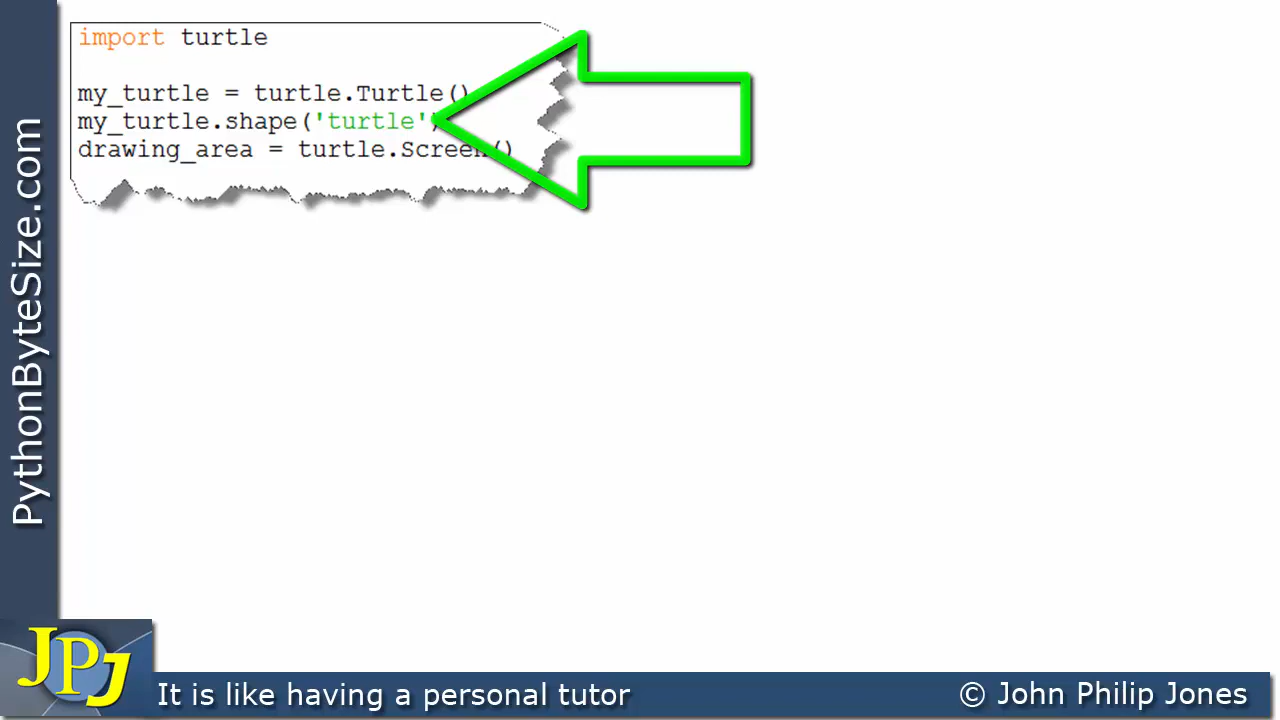 import turtle
my_turtle = turtle.Turtle()
my_turtle.shape('turtle')
drawing_area = turtle.Screen()
PythonByteSize.com
JPJ
It is like having a personal tutor
© John Philip Jones